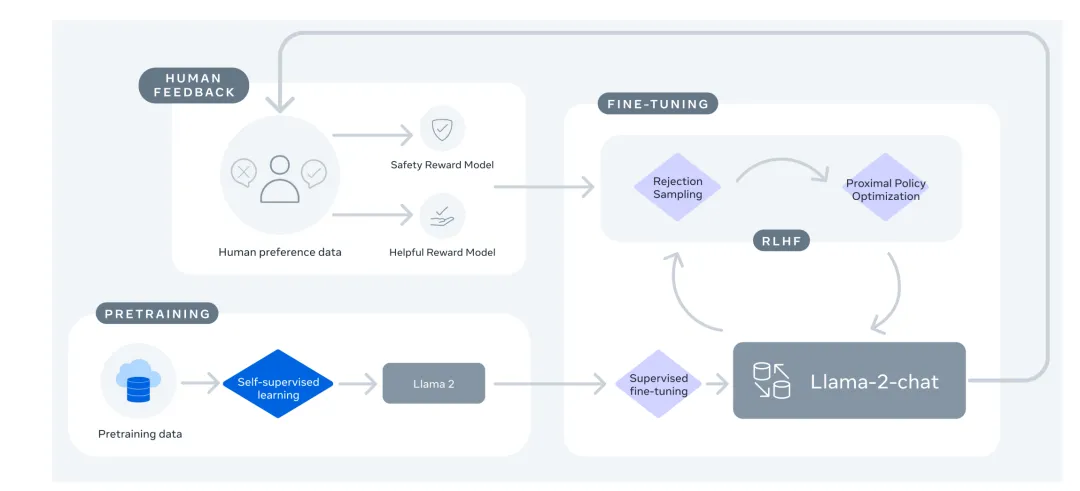 HUMAN
FEEDBACK
Safety Reward Model
Human preference data
Helpful Reward Model
FINE-TUNING
Rejection
Sampling
Proximal Policy
Optimization
RLHF
PRETRAINING
Pretraining data
Self-supervised
learning
Llama 2
Supervised
fine-tuning
Llama-2-chat